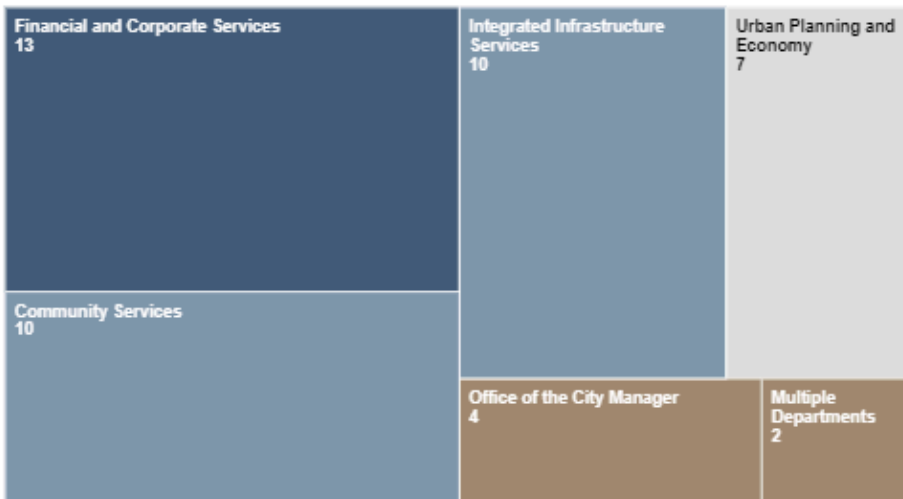 Financial and Corporate Services
13
Integrated Infrastructure
Services
10
Urban Planning and
Economy
7
Community Services
10
Office of the City Manager
4
Multiple
Departments
2